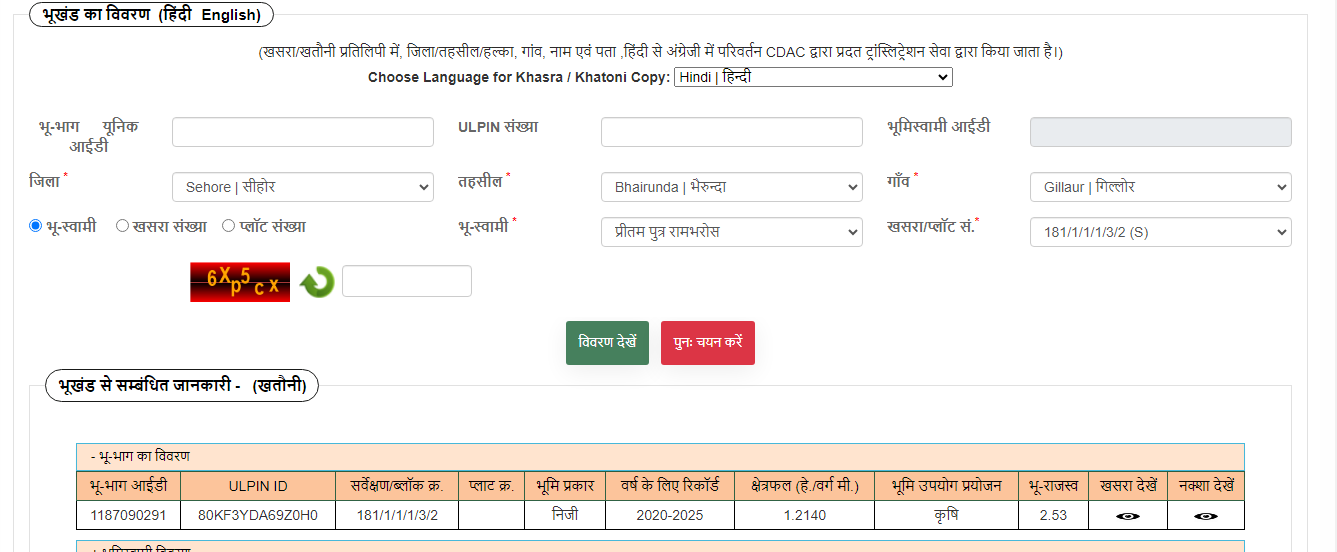 भूखंड का विवरण (हिंदी English)
(खसरा/खतौनी प्रतिलिपी में, जिला/तहसील/हल्का, गांव, नाम एवं पता ,हिंदी से अंग्रेजी में परिवर्तन CDAC द्वारा प्रदत ट्रांस्लिट्रेशन सेवा द्वारा किया जाता है।)
Choose Language for Khasra / Khatoni Copy: Hindi | हिन्दी
भू-भाग यूनिक आईडी ULPIN संख्या भूमिस्वामी आईडी
जिला * Sehore | सीहोर तहसील * Bhairunda | भैरुन्दा गाँव * Gillaur | गिल्लोर
भू-स्वामी खसरा संख्या प्लॉट संख्या भू-स्वामी * प्रीतम पुत्र रामभरोस खसरा/प्लॉट सं.* 181/1/1/1/3/2 (S)
6Xp5cx
विवरण देखें पुनः चयन करें
भूखंड से सम्बंधित जानकारी - (खतौनी)
- भू-भाग का विवरण
भू-भाग आईडी ULPIN ID सर्वेक्षण/ब्लॉक क्र. प्लाट क्र. भूमि प्रकार वर्ष के लिए रिकॉर्ड क्षेत्रफल (हे./वर्ग मी.) भूमि उपयोग प्रयोजन भू-राजस्व खसरा देखें नक्शा देखें
1187090291 80KF3YDA69Z0H0 181/1/1/1/3/2 निजी 2020-2025 1.2140 कृषि 2.53